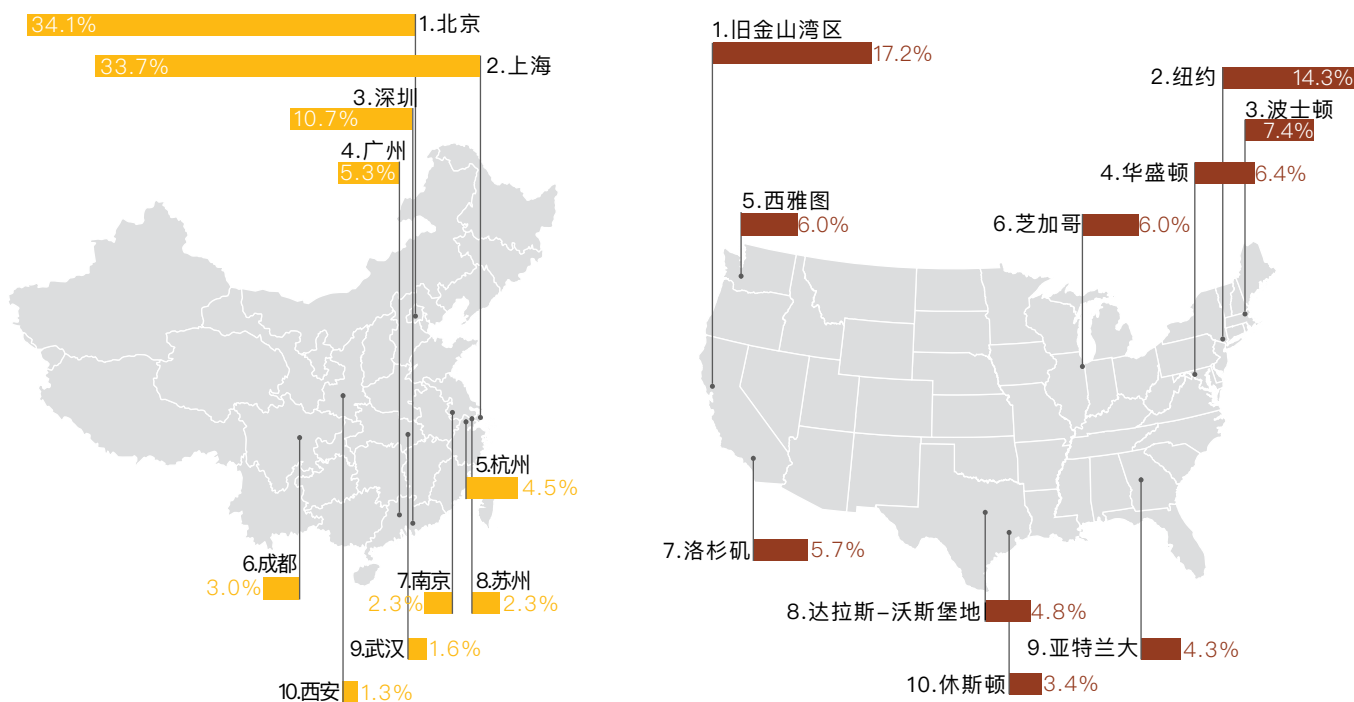 34.1%
1.北京
33.7%
2.上海
3.深圳
10.7%
4.广州
5.3%
5.杭州
4.5%
6.成都
3.0%
7.南京
2.3%
8.苏州
2.3%
9.武汉
1.6%
10.西安
1.3%
1.旧金山湾区
17.2%
2.纽约
14.3%
3.波士顿
7.4%
4.华盛顿
6.4%
5.西雅图
6.0%
6.芝加哥
6.0%
7.洛杉矶
5.7%
8.达拉斯–沃斯堡地
4.8%
9.亚特兰大
4.3%
10.休斯顿
3.4%